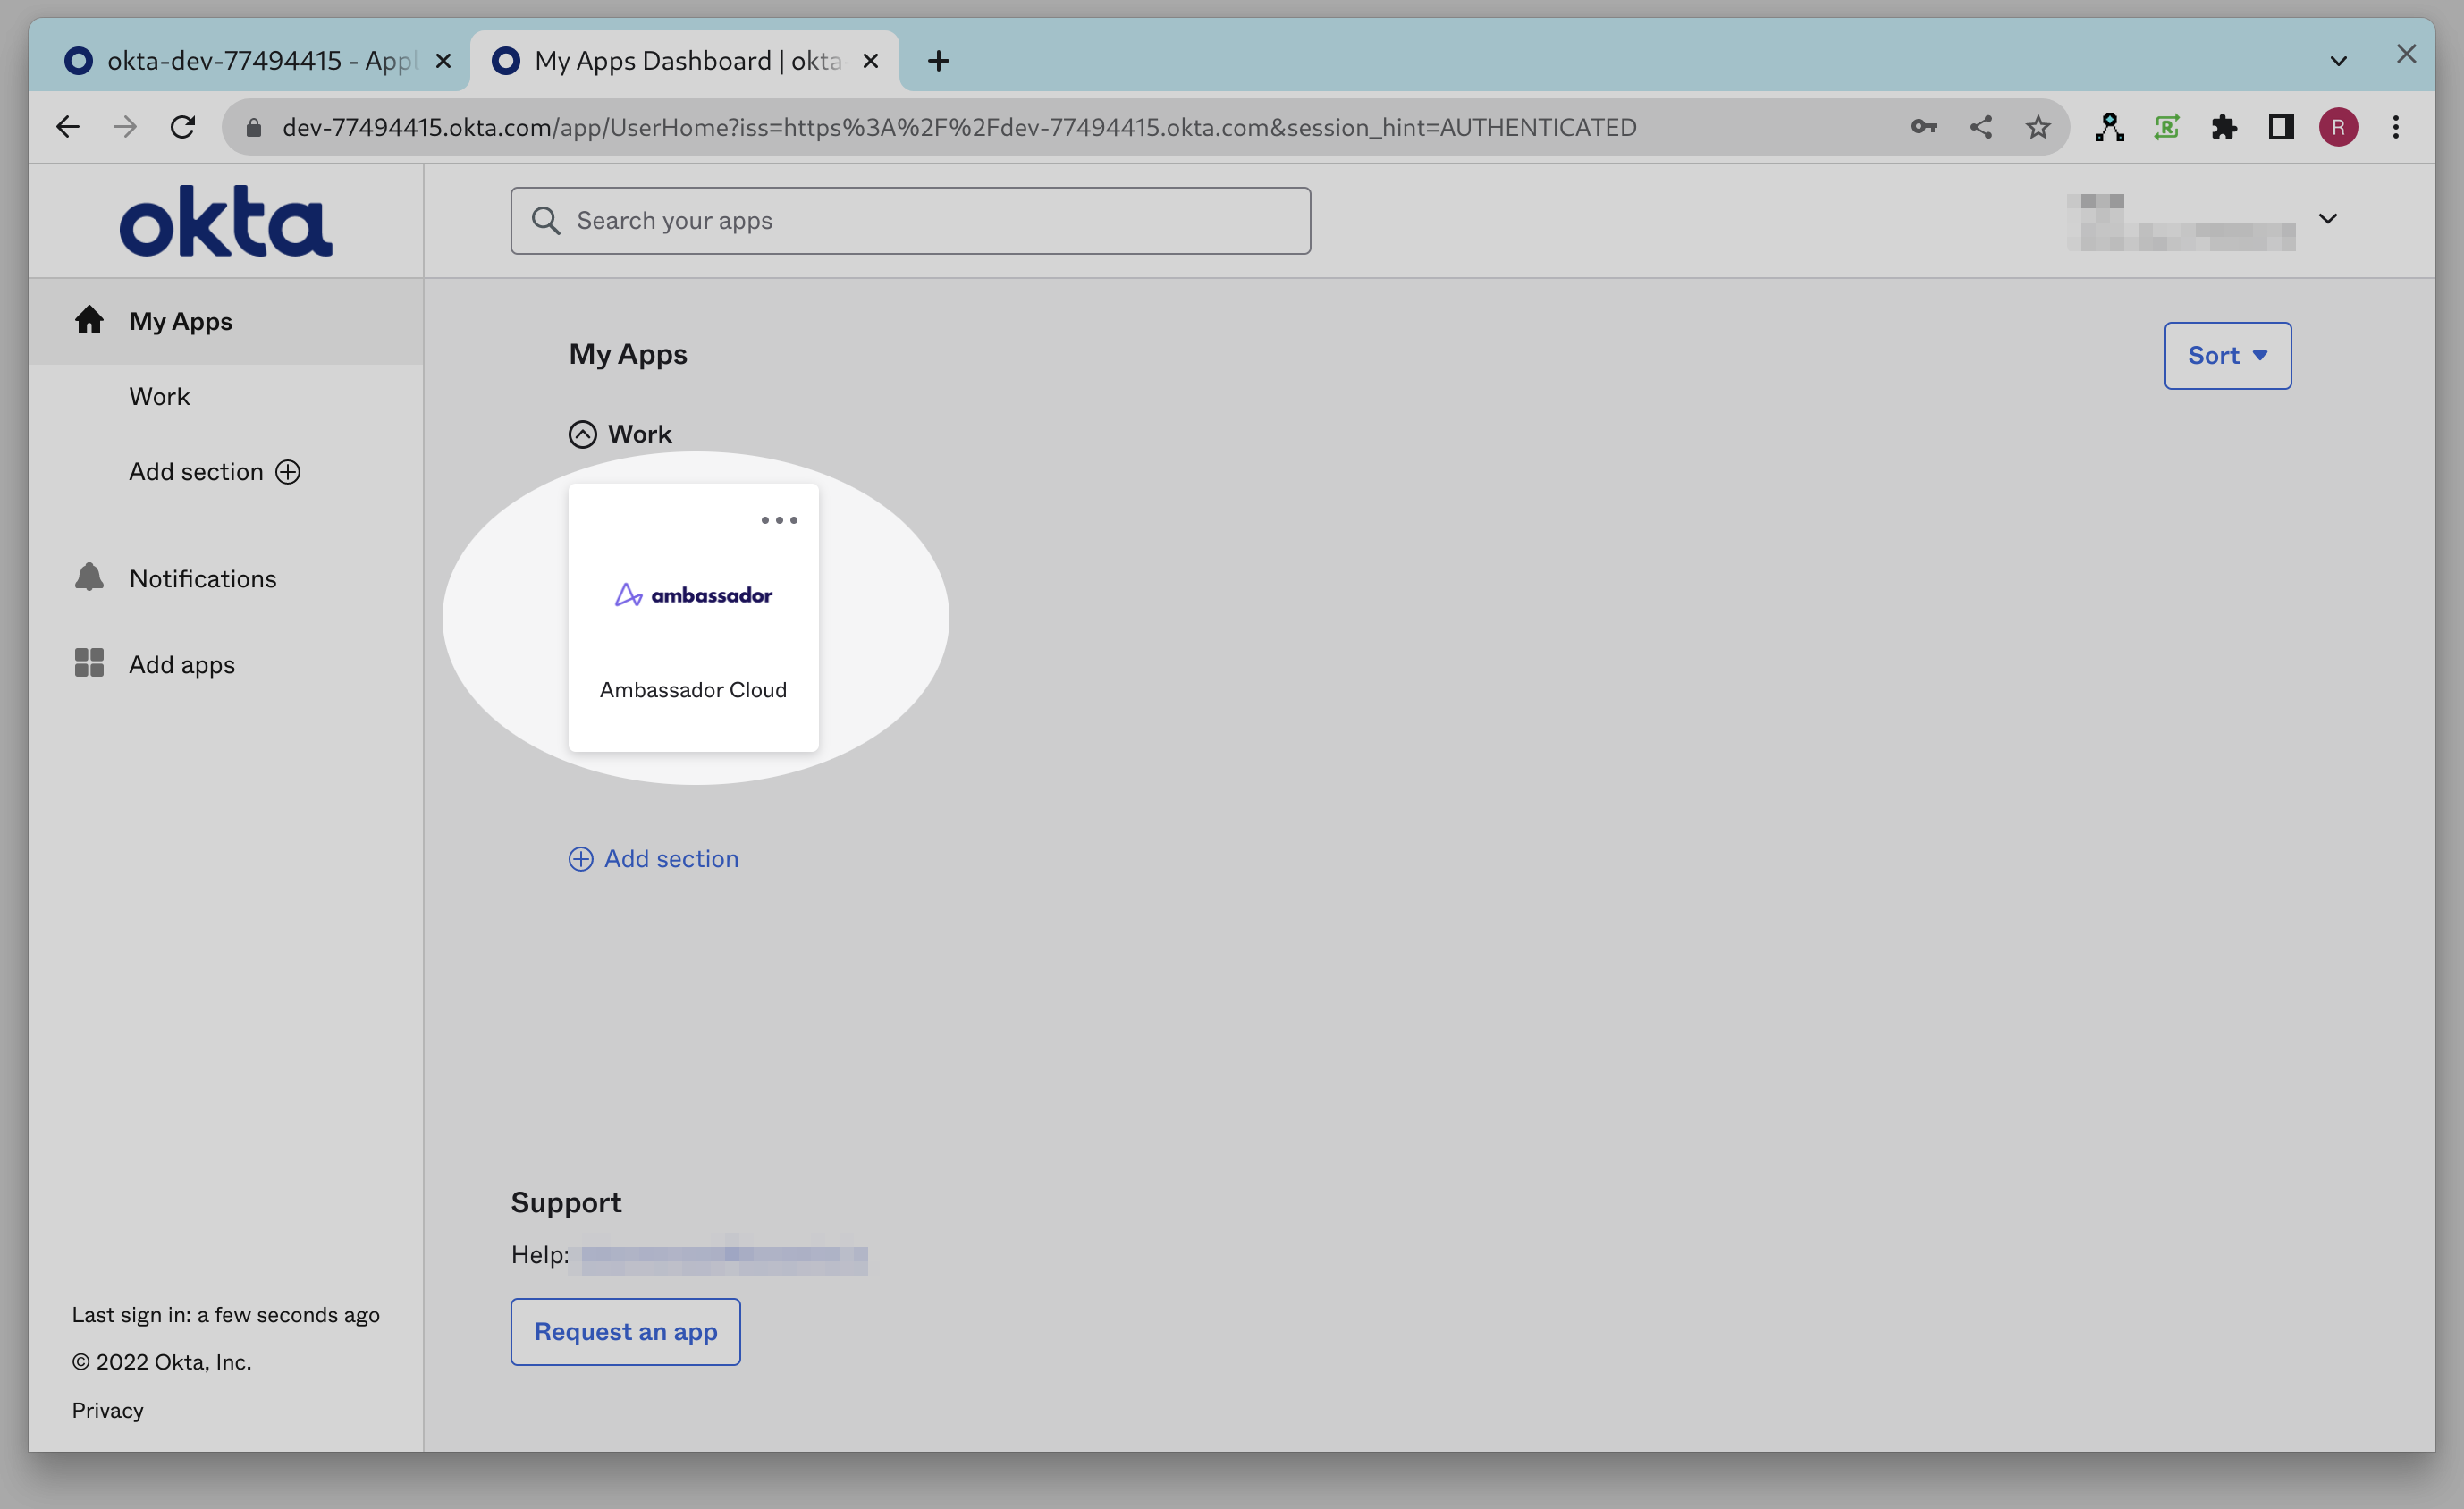 okta-dev-77494415 - Appl
My Apps Dashboard | okta-
dev-77494415.okta.com/app/UserHome?iss=https%3A%2F%2Fdev-77494415.okta.com&session_hint=AUTHENTICATED
R
R
okta
Search your apps
My Apps
Work
Add section
Notifications
Add apps
Last sign in: a few seconds ago
© 2022 Okta, Inc.
Privacy
My Apps
Sort
Work
ambassador
Ambassador Cloud
Add section
Support
Help:
Request an app